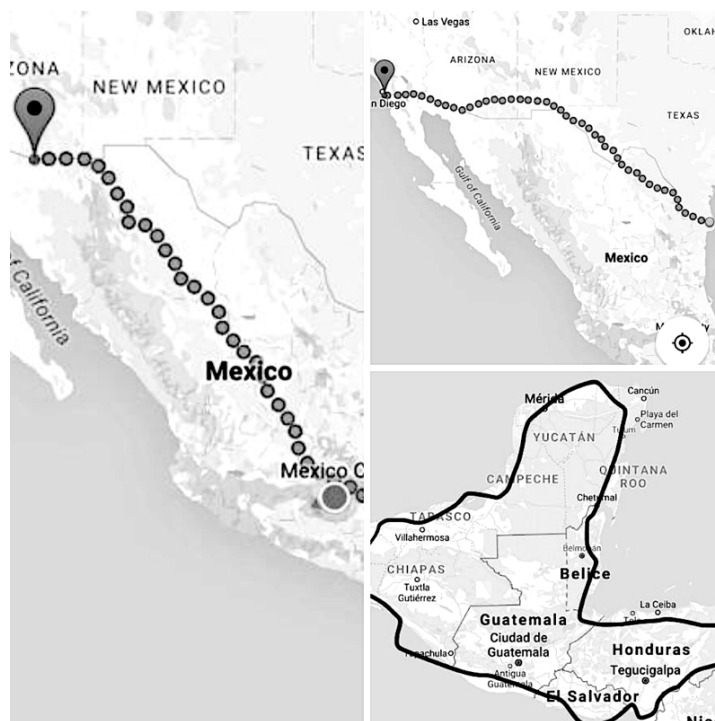 ZONA
NEW MEXICO
TEXAS
of California
Mexico
Mexico C
Las Vegas
OKLAH
ARIZONA
NEW MEXICO
n Diego
TEXAS
Gulf of California
Mexico
Mérida
Cancún
Playa del
Carmen
Tulum
YUCATÁN
CAMPECHE
QUINTANA
ROO
Chetumal
TABASCO
Villahermosa
Belmopán
CHIAPAS
Belice
Tuxtla
Gutiérrez
La Ceiba
Guatemala
Ciudad de
Guatemala
Honduras
Tapachula
Tegucigalpa
Antigua
Guatemala
El Salvador